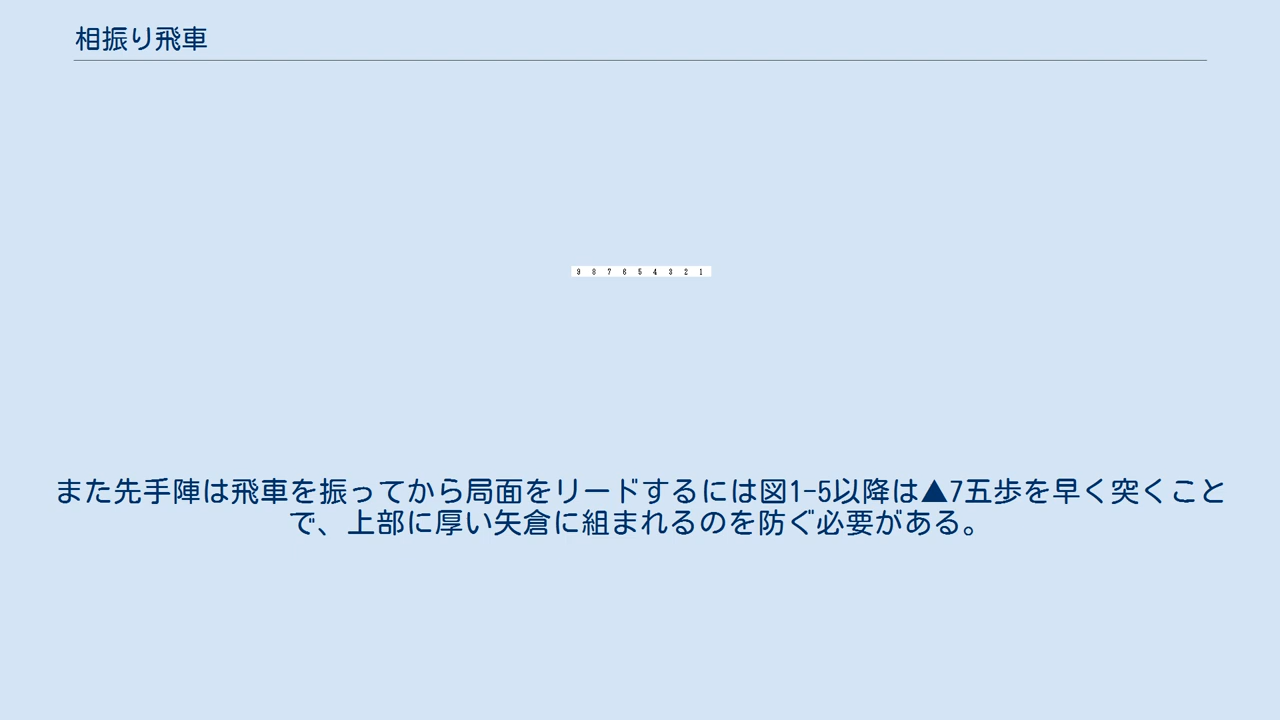 相振り飛車
9 8 7 6 5 4 3 2 1
また先手陣は飛車を振ってから局面をリードするには図1-5以降は▲7五歩を早く突くこと
で、上部に厚い矢倉に組まれるのを防ぐ必要がある。